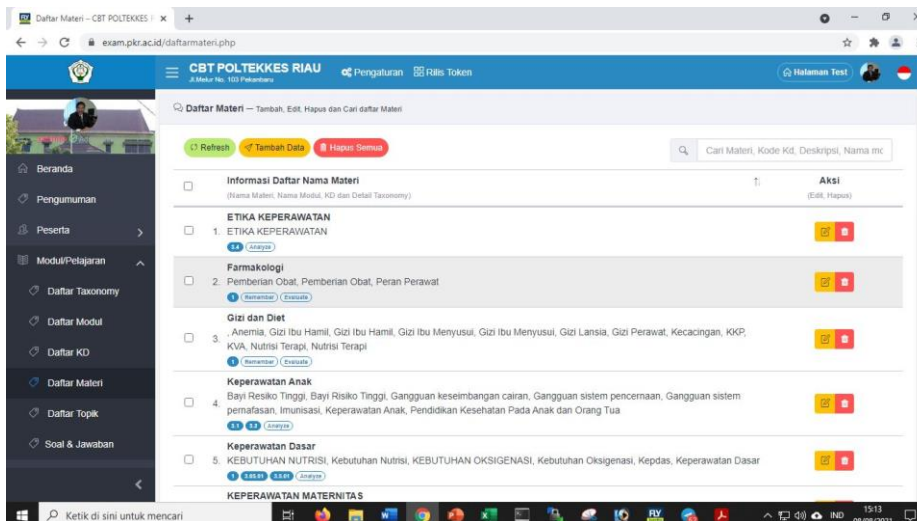 Daftar Materi – CBT POLTEKKES
exam.pkr.ac.id/daftarmateri.php
CBT POLTEKKES RIAU
Jl.Melur No. 103 Pekanbaru
Pengaturan
Rilis Token
Halaman Test
Daftar Materi — Tambah, Edit, Hapus dan Cari daftar Materi
Refresh
Tambah Data
Hapus Semua
Cari Materi, Kode Kd, Deskripsi, Nama mo
Beranda
Pengumuman
Peserta
Modul/Pelajaran
Daftar Taxonomy
Daftar Modul
Daftar KD
Daftar Materi
Daftar Topik
Soal & Jawaban
Informasi Daftar Nama Materi
(Nama Materi, Nama Modul, KD dan Detail Taxonomy)
Aksi
(Edit, Hapus)
ETIKA KEPERAWATAN
1. ETIKA KEPERAWATAN
Analyze
Farmakologi
2. Pemberian Obat, Pemberian Obat, Peran Perawat
1 Remember Evaluate
Gizi dan Diet
3. , Anemia, Gizi Ibu Hamil, Gizi Ibu Hamil, Gizi Ibu Menyusui, Gizi Ibu Menyusui, Gizi Lansia, Gizi Perawat, Kecacingan, KKP,
KVA, Nutrisi Terapi, Nutrisi Terapi
1 Remember Evaluate
Keperawatan Anak
4. Bayi Resiko Tinggi, Bayi Risiko Tinggi, Gangguan keseimbangan cairan, Gangguan sistem pencernaan, Gangguan sistem
pernafasan, Imunisasi, Keperawatan Anak, Pendidikan Kesehatan Pada Anak dan Orang Tua
Analyze
Keperawatan Dasar
5. KEBUTUHAN NUTRISI, Kebutuhan Nutrisi, KEBUTUHAN OKSIGENASI, Kebutuhan Oksigenasi, Kepdas, Keperawatan Dasar
1 Analyze
KEPERAWATAN MATERNITAS
Ketik di sini untuk mencari
IND
15:13
08/09/2021